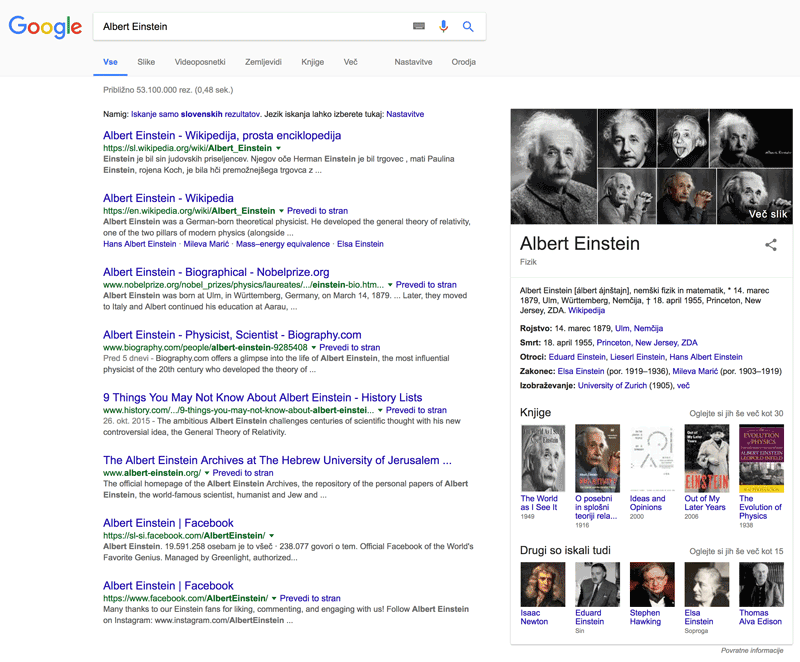 Google
Albert Einstein
Vse Slike Videoposnetki Zemljevidi Knjige Več Nastavitve Orodja
Približno 53.100.000 rez. (0,48 sek.)
Namig: Iskanje samo slovenskih rezultatov. Jezik iskanja lahko izberete tukaj: Nastavitve
Albert Einstein - Wikipedija, prosta enciklopedija
https://sl.wikipedia.org/wiki/Albert_Einstein
Einstein je bil sin judovskih priseljencev. Njegov oče Herman Einstein je bil trgovec , mati Paulina
Einstein, rojena Koch, je bila hči premožnejšega trgovca z ...
Albert Einstein - Wikipedia
https://en.wikipedia.org/wiki/Albert_Einstein Prevedi to stran
Albert Einstein was a German-born theoretical physicist. He developed the general theory of relativity,
one of the two pillars of modern physics (alongside ...
Hans Albert Einstein · Mileva Marić · Mass–energy equivalence · Elsa Einstein
Albert Einstein - Biographical - Nobelprize.org
www.nobelprize.org/nobel_prizes/physics/laureates/.../einstein-bio.htm... Prevedi to stran
Albert Einstein was born at Ulm, in Württemberg, Germany, on March 14, 1879. ... Later, they moved
to Italy and Albert continued his education at Aarau, ...
Albert Einstein - Physicist, Scientist - Biography.com
www.biography.com/people/albert-einstein-9285408 Prevedi to stran
Pred 5 dnevi - Biography.com offers a glimpse into the life of Albert Einstein, the most influential
physicist of the 20th century who developed the theory of ...
9 Things You May Not Know About Albert Einstein - History Lists
www.history.com/.../9-things-you-may-not-know-about-albert-einstei... Prevedi to stran
26. okt. 2015 - The ambitious Albert Einstein challenges centuries of scientific thought with his new
controversial idea, the General Theory of Relativity.
The Albert Einstein Archives at The Hebrew University of Jerusalem ...
www.albert-einstein.org/ Prevedi to stran
The official homepage of the Albert Einstein Archives, the repository of the personal papers of Albert
Einstein, the world-famous scientist, humanist and Jew and ...
Albert Einstein | Facebook
https://sl-si.facebook.com/AlbertEinstein/
Albert Einstein. 19.591.258 osebam je to všeč · 238.077 govori o tem. Official Facebook of the World's
Favorite Genius. Managed by Greenlight, authorized...
Albert Einstein | Facebook
https://www.facebook.com/AlbertEinstein/ Prevedi to stran
Many thanks to our Einstein fans for liking, commenting, and engaging with us! Follow Albert Einstein
on Instagram: www.instagram.com/AlbertEinstein ...
Več slik
Albert Einstein
Fizik
Albert Einstein [álbert ájnštajn], nemški fizik in matematik, * 14. marec
1879, Ulm, Württemberg, Nemčija, † 18. april 1955, Princeton, New
Jersey, ZDA. Wikipedija
Rojstvo: 14. marec 1879, Ulm, Nemčija
Smrt: 18. april 1955, Princeton, New Jersey, ZDA
Otroci: Eduard Einstein, Lieserl Einstein, Hans Albert Einstein
Zakonec: Elsa Einstein (por. 1919–1936), Mileva Marić (por. 1903–1919)
Izobraževanje: University of Zurich (1905), več
Knjige Oglejte si jih še več kot 30
Out of
My Later
Years
EINSTEIN
EVOLUTION
of PHYSICS
ALBERT EINSTEIN
LEOPOLD INFELD
The World
as I See It
1949
O posebni
in splošni
teoriji rela...
1916
Ideas and
Opinions
2000
Out of My
Later Years
2006
The
Evolution of
Physics
1938
Drugi so iskali tudi Oglejte si jih še več kot 15
Isaac
Newton
Eduard
Einstein
Sin
Stephen
Hawking
Elsa
Einstein
Soproga
Thomas
Alva Edison
Povratne informacije